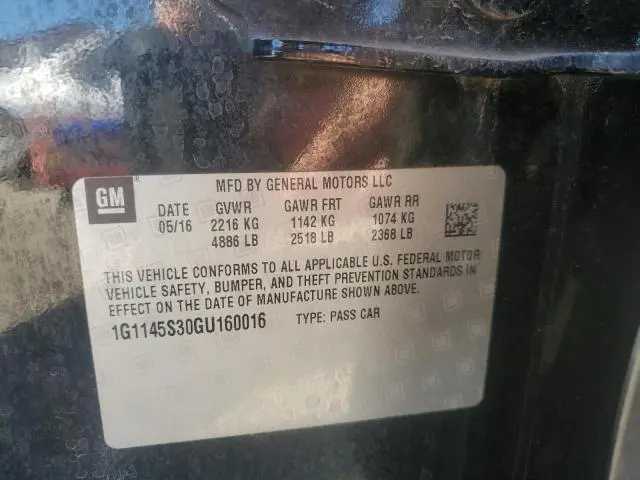 GM
MFD BY GENERAL MOTORS LLC
DATE GVWR GAWR FRT GAWR RR
05/16 2216 KG 1142 KG 1074 KG
4886 LB 2518 LB 2368 LB
THIS VEHICLE CONFORMS TO ALL APPLICABLE U.S. FEDERAL MOTOR
VEHICLE SAFETY, BUMPER, AND THEFT PREVENTION STANDARDS IN
EFFECT ON THE DATE OF MANUFACTURE SHOWN ABOVE.
1G1145S30GU160016 TYPE: PASS CAR